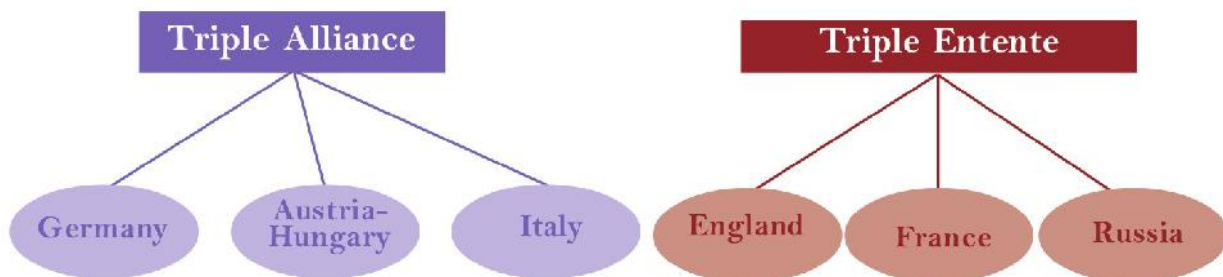 Triple Alliance
Germany
Austria-
Hungary
Italy
Triple Entente
England
France
Russia